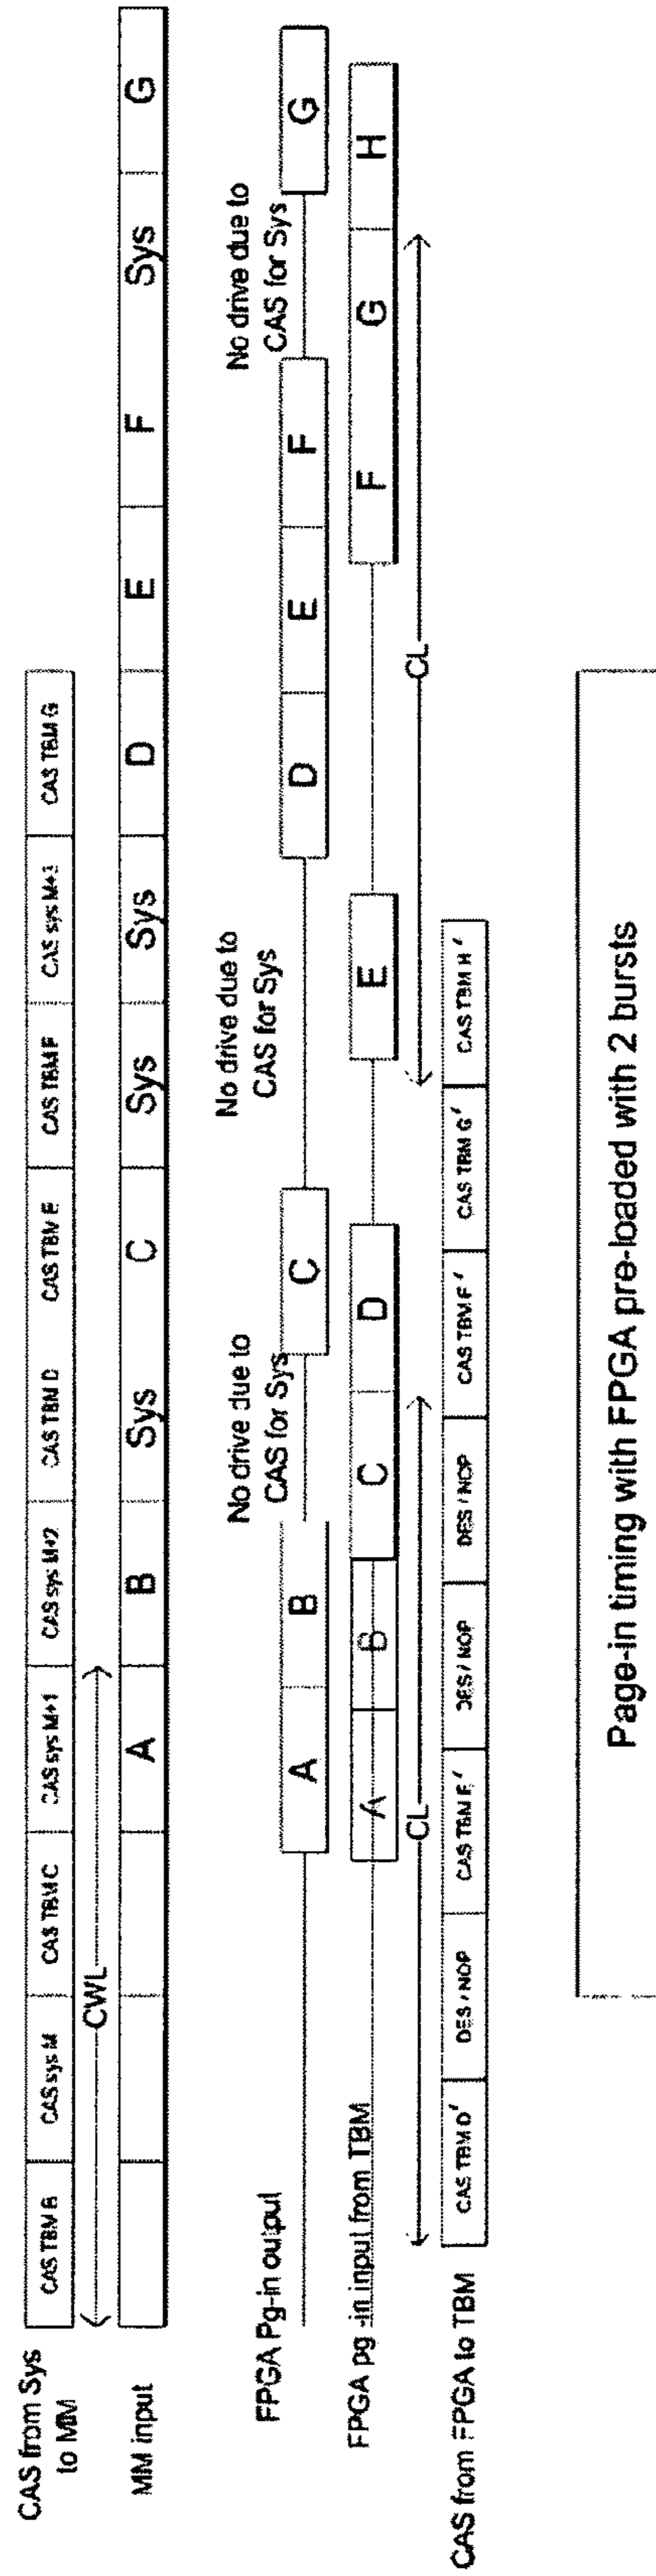 CAS from Sys
to MM
CAS TBM B
CAS sys M
CAS TBM C
CAS sys M+1
CAS sys M+2
CAS TBM D
CAS TBM E
CAS TBM F
CAS sys M+3
CAS TBM G
CWL
MM input
A
B
Sys
C
Sys
Sys
D
E
F
Sys
G
No drive due to
CAS for Sys
No drive due to
CAS for Sys
No drive due to
CAS for Sys
FPGA Pg-in output
A
B
C
D
E
F
G
FPGA pg -in input from TBM
A
B
C
D
E
F
G
H
CL
CL
CAS from FPGA to TBM
CAS TBM D'
DES / NOP
CAS TBM E'
DES / NOP
DES / NOP
CAS TBM F'
CAS TBM G'
CAS TBM H'
Page-in timing with FPGA pre-loaded with 2 bursts